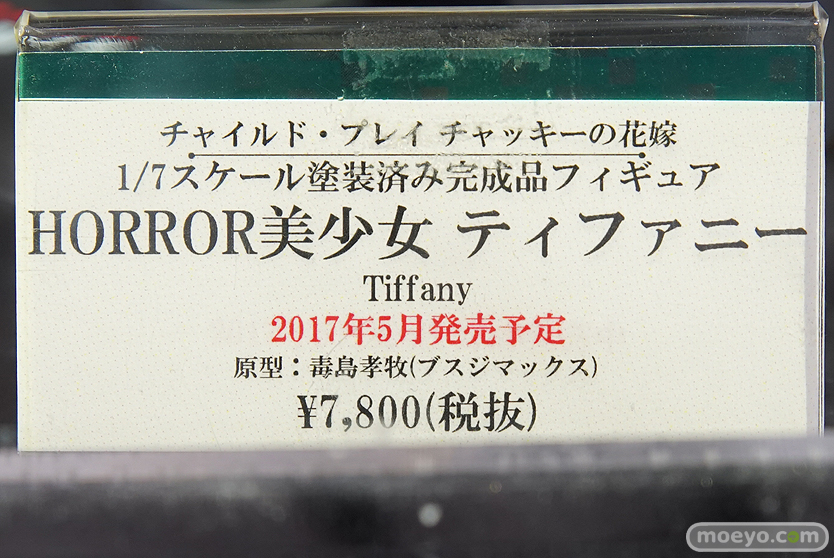 チャイルド・プレイ チャッキーの花嫁
1/7スケール塗装済み完成品フィギュア
HORROR美少女 ティファニー
Tiffany
2017年5月発売予定
原型：毒島孝牧(ブスジマックス)
¥7,800(税抜)
moeyo.com